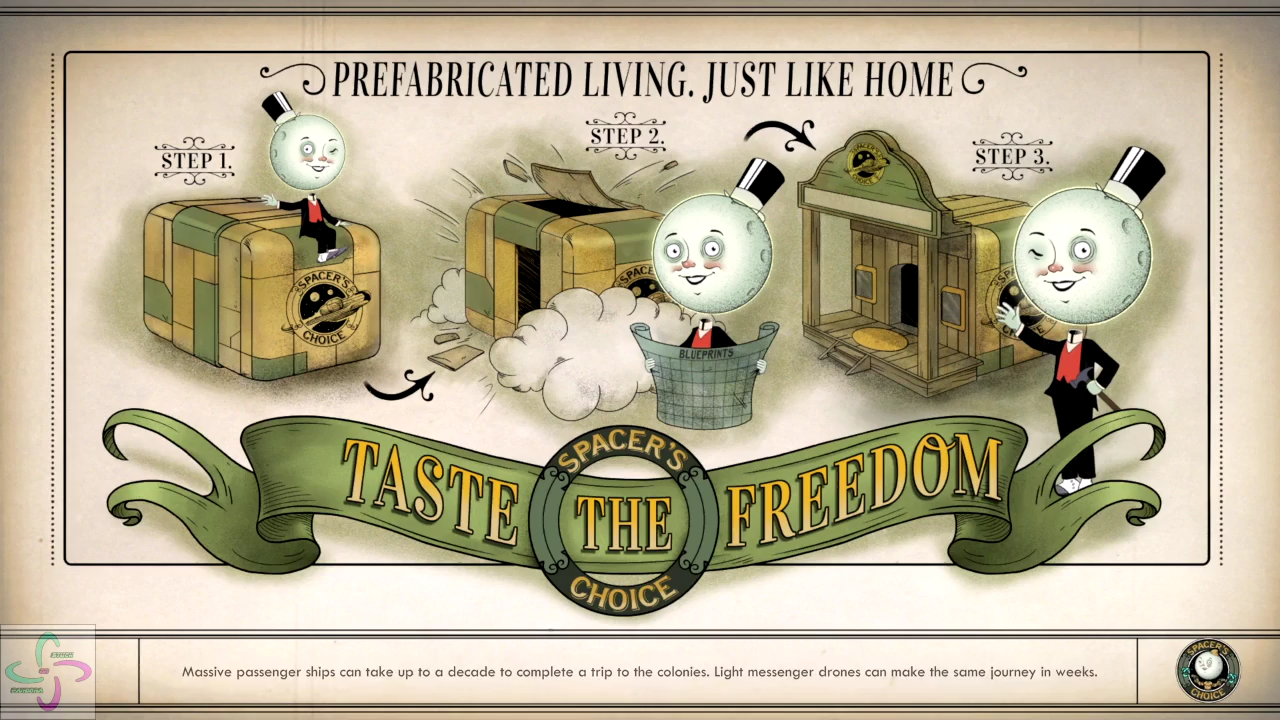 PREFABRICATED LIVING. JUST LIKE HOME
STEP 1.
STEP 2.
STEP 3.
SPACER'S
CHOICE
SPACER'S
BLUEPRINTS
SPACER'S
CHOICE
TASTE THE FREEDOM
SPACER'S
CHOICE
Massive passenger ships can take up to a decade to complete a trip to the colonies. Light messenger drones can make the same journey in weeks.
SPACER'S
CHOICE